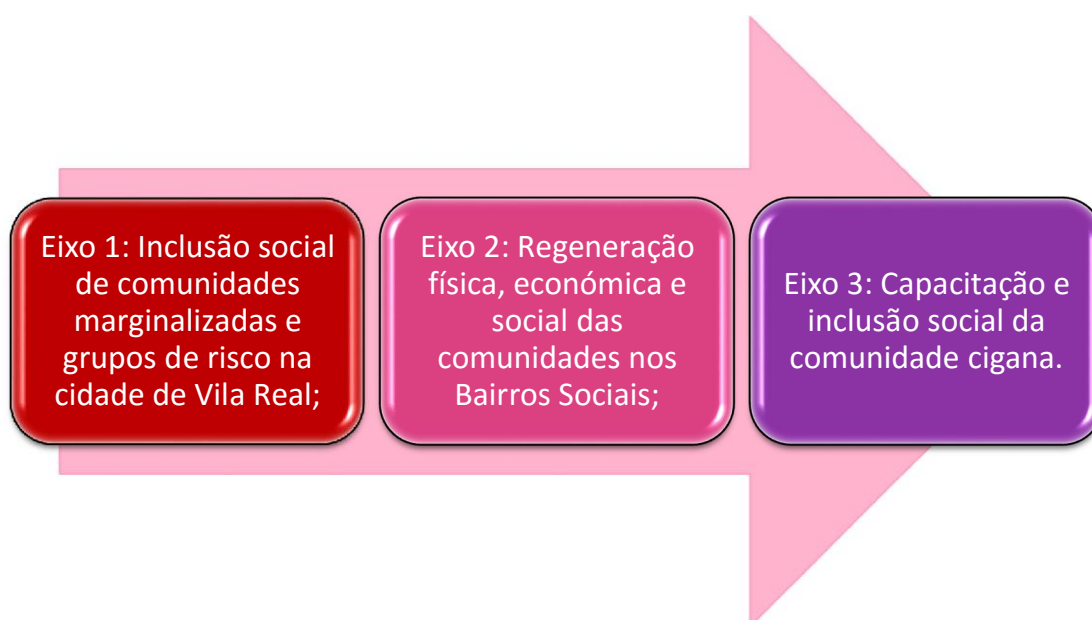 Eixo 1: Inclusão social
de comunidades
marginalizadas e
grupos de risco na
cidade de Vila Real;
Eixo 2: Regeneração
física, económica e
social das
comunidades nos
Bairros Sociais;
Eixo 3: Capacitação e
inclusão social da
comunidade cigana.